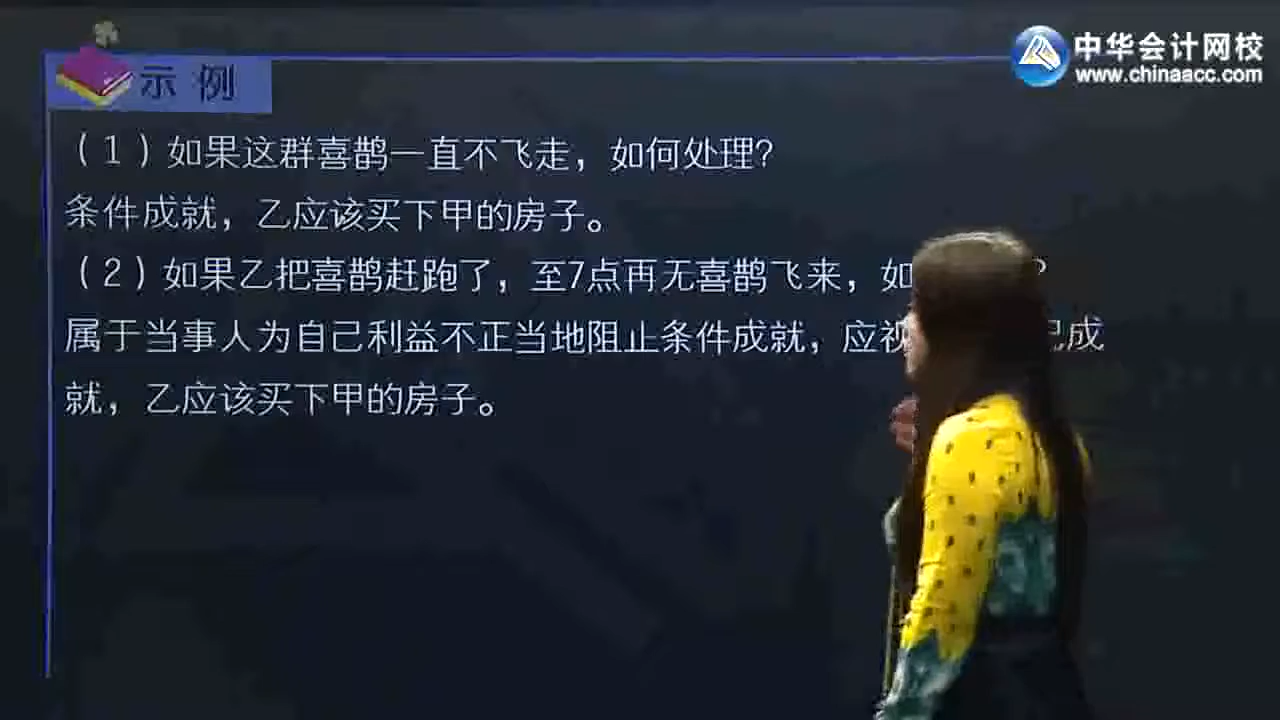 中华会计网校
www.chinaacc.com
示例
（1）如果这群喜鹊一直不飞走，如何处理？
条件成就，乙应该买下甲的房子。
（2）如果乙把喜鹊赶跑了，至7点再无喜鹊飞来，如？
属于当事人为自己利益不正当地阻止条件成就，应视已成
就，乙应该买下甲的房子。